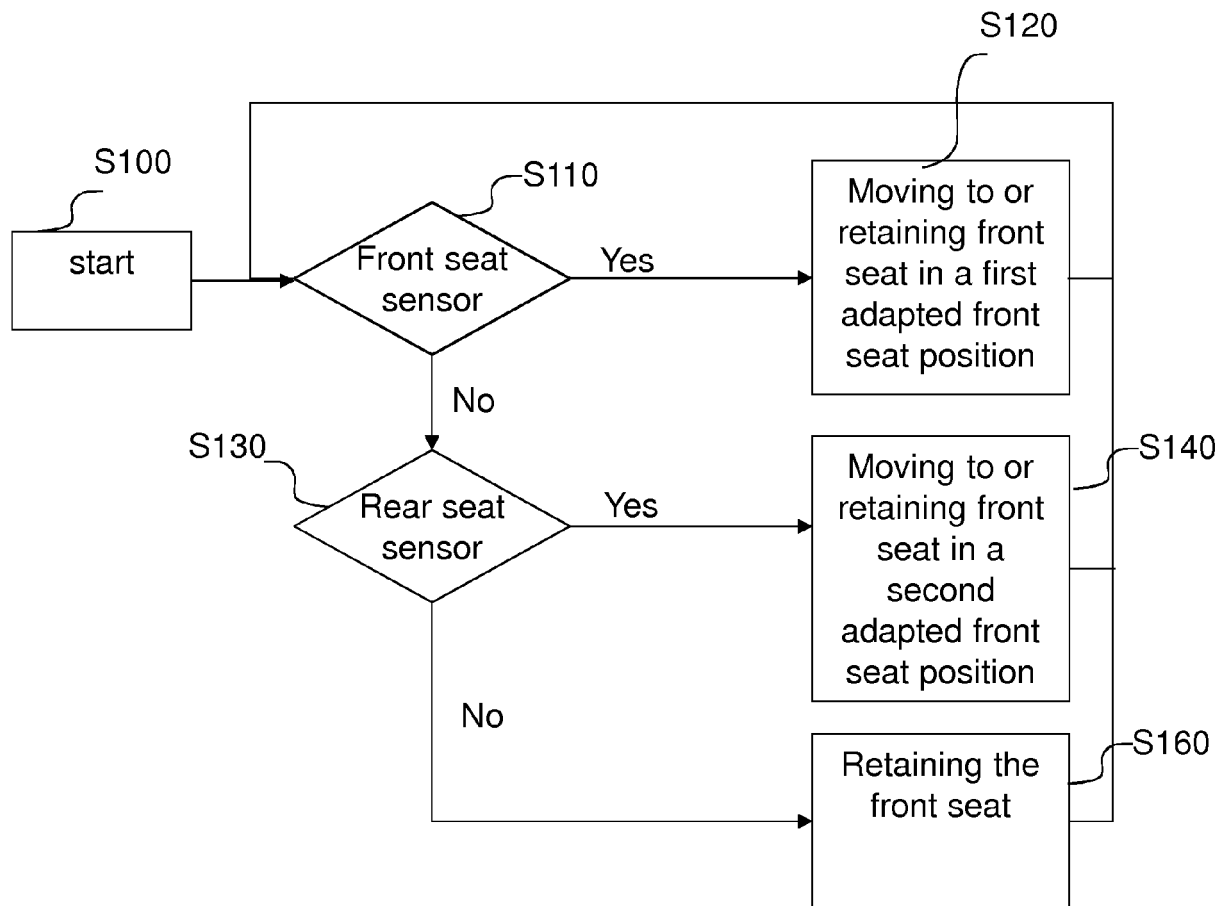 S120
S100
S110
start
Front seat
sensor
Yes
Moving to or
retaining front
seat in a first
adapted front
seat position
No
S130
Rear seat
sensor
Yes
Moving to or
retaining front
seat in a
second
adapted front
seat position
S140
No
Retaining the
front seat
S160